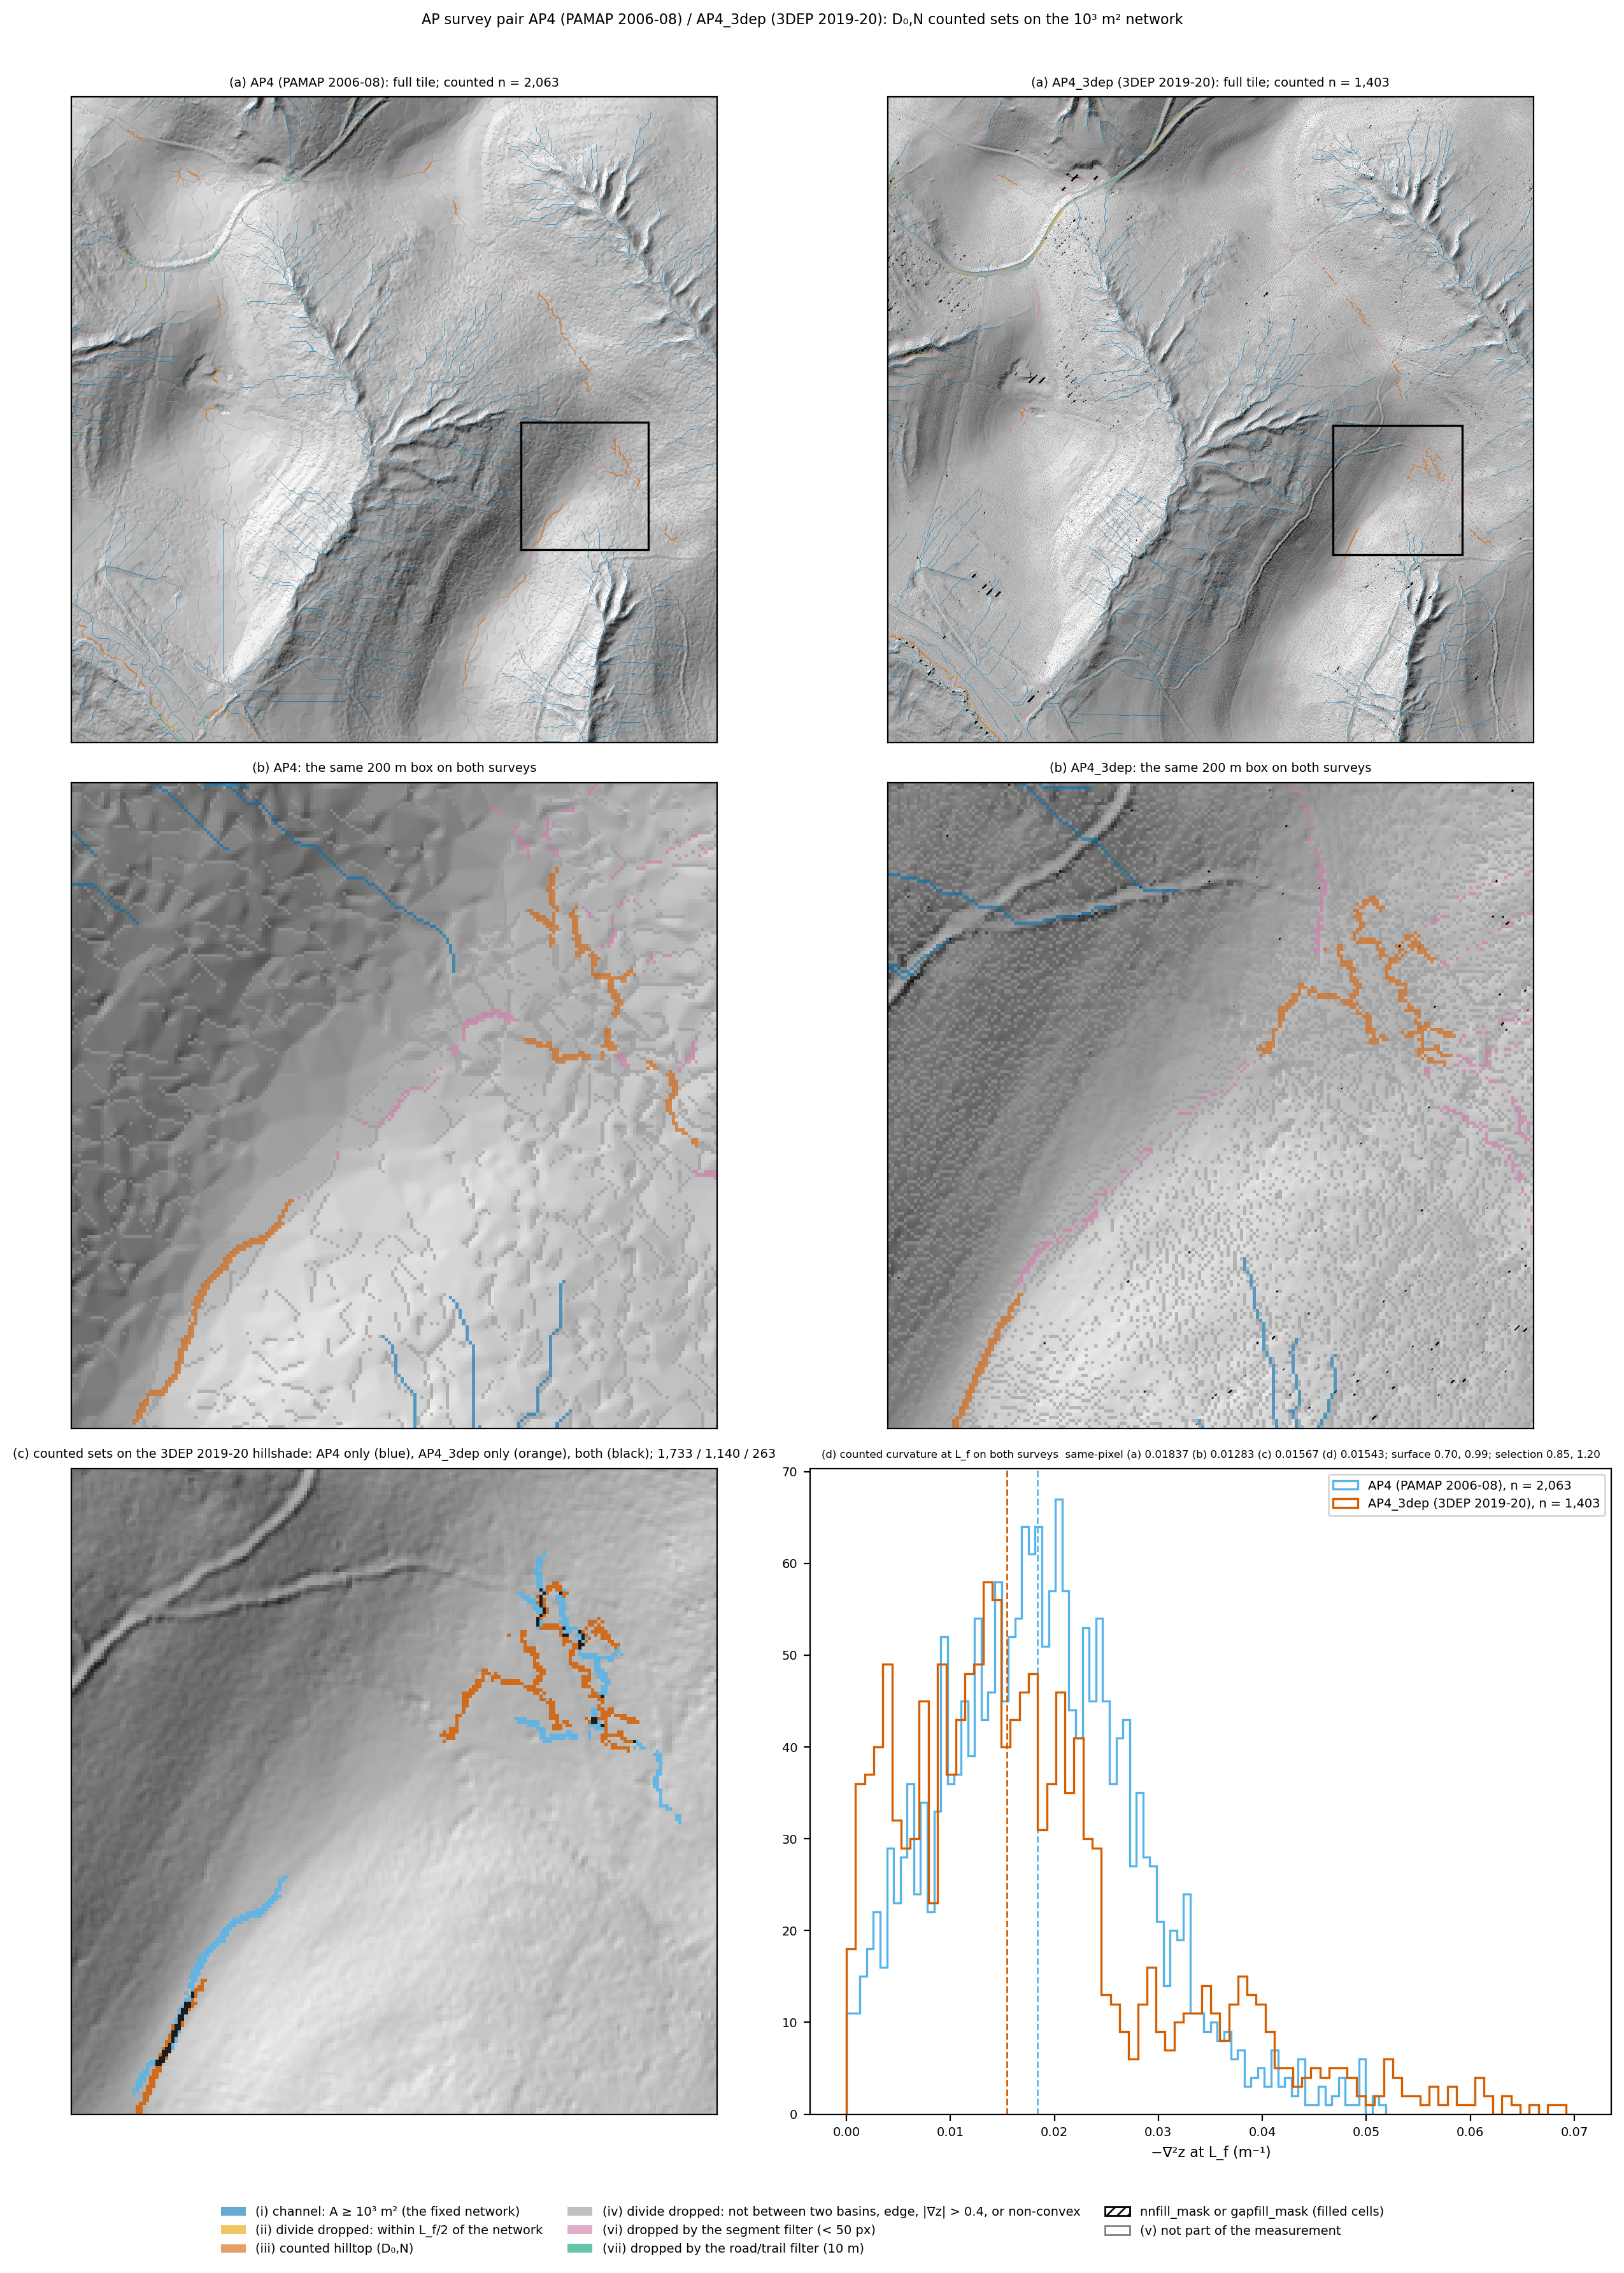 AP survey pair AP4 (PAMAP 2006-08) / AP4_3dep (3DEP 2019-20): D₀,N counted sets on the 10³ m² network
(a) AP4 (PAMAP 2006-08): full tile; counted n = 2,063
(a) AP4_3dep (3DEP 2019-20): full tile; counted n = 1,403
(b) AP4: the same 200 m box on both surveys
(b) AP4_3dep: the same 200 m box on both surveys
(c) counted sets on the 3DEP 2019-20 hillshade: AP4 only (blue), AP4_3dep only (orange), both (black); 1,733 / 1,140 / 263
(d) counted curvature at L_f on both surveys  same-pixel (a) 0.01837 (b) 0.01283 (c) 0.01567 (d) 0.01543; surface 0.70, 0.99; selection 0.85, 1.20
AP4 (PAMAP 2006-08), n = 2,063
AP4_3dep (3DEP 2019-20), n = 1,403
70
60
50
40
30
20
10
0
0.00 0.01 0.02 0.03 0.04 0.05 0.06 0.07
−∇²z at L_f (m⁻¹)
(i) channel: A ≥ 10³ m² (the fixed network)
(ii) divide dropped: within L_f/2 of the network
(iii) counted hilltop (D₀,N)
(iv) divide dropped: not between two basins, edge, |∇z| > 0.4, or non-convex
(vi) dropped by the segment filter (< 50 px)
(vii) dropped by the road/trail filter (10 m)
nnfill_mask or gapfill_mask (filled cells)
(v) not part of the measurement